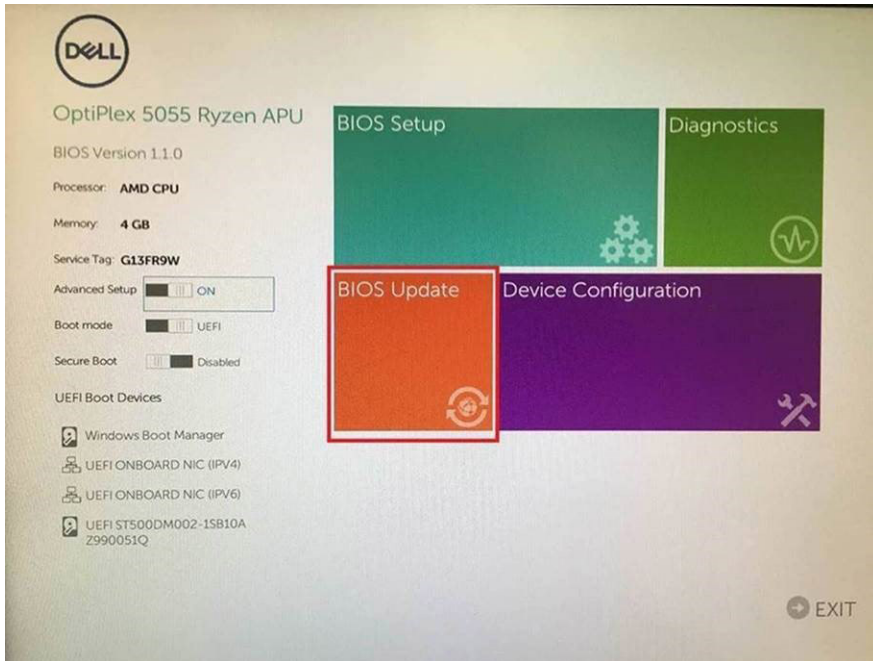 DELL
OptiPlex 5055 Ryzen APU
BIOS Version 1.1.0
Processor: AMD CPU
Memory: 4 GB
Service Tag: G13FR9W
Advanced Setup ON
Boot mode UEFI
Secure Boot Disabled
UEFI Boot Devices
Windows Boot Manager
UEFI ONBOARD NIC (IPV4)
UEFI ONBOARD NIC (IPV6)
UEFI ST500DM002-1SB10A
Z990051Q
BIOS Setup
Diagnostics
BIOS Update
Device Configuration
EXIT